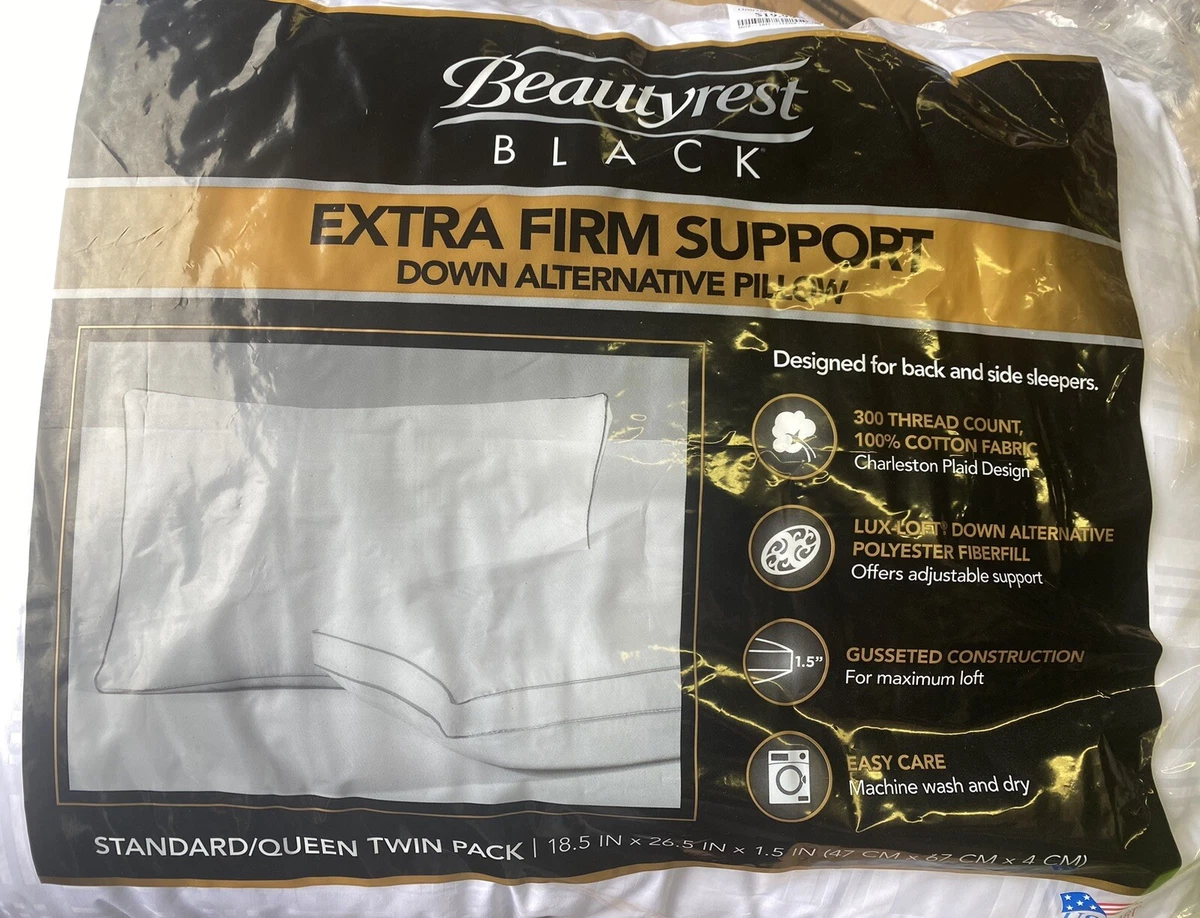 Beautyrest
BLACK
EXTRA FIRM SUPPORT
DOWN ALTERNATIVE PILLOW
Designed for back and side sleepers.
300 THREAD COUNT,
100% COTTON FABRIC
Charleston Plaid Design
LUX-LOFT® DOWN ALTERNATIVE
POLYESTER FIBERFILL
Offers adjustable support
1.5"
GUSSETED CONSTRUCTION
For maximum loft
EASY CARE
Machine wash and dry
STANDARD/QUEEN TWIN PACK | 18.5 IN x 26.5 IN x 1.5 IN (47 CM x 67 CM x 4 CM)